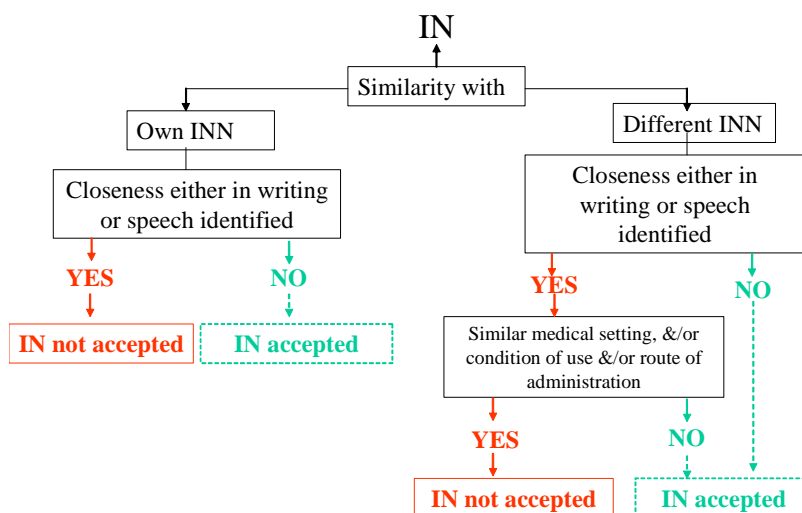 IN
Similarity with
Own INN
Different INN
Closeness either in writing
or speech identified
Closeness either in
writing or speech
identified
YES
NO
YES
NO
IN not accepted
IN accepted
Similar medical setting, &/or
condition of use &/or route of
administration
YES
NO
IN not accepted
IN accepted